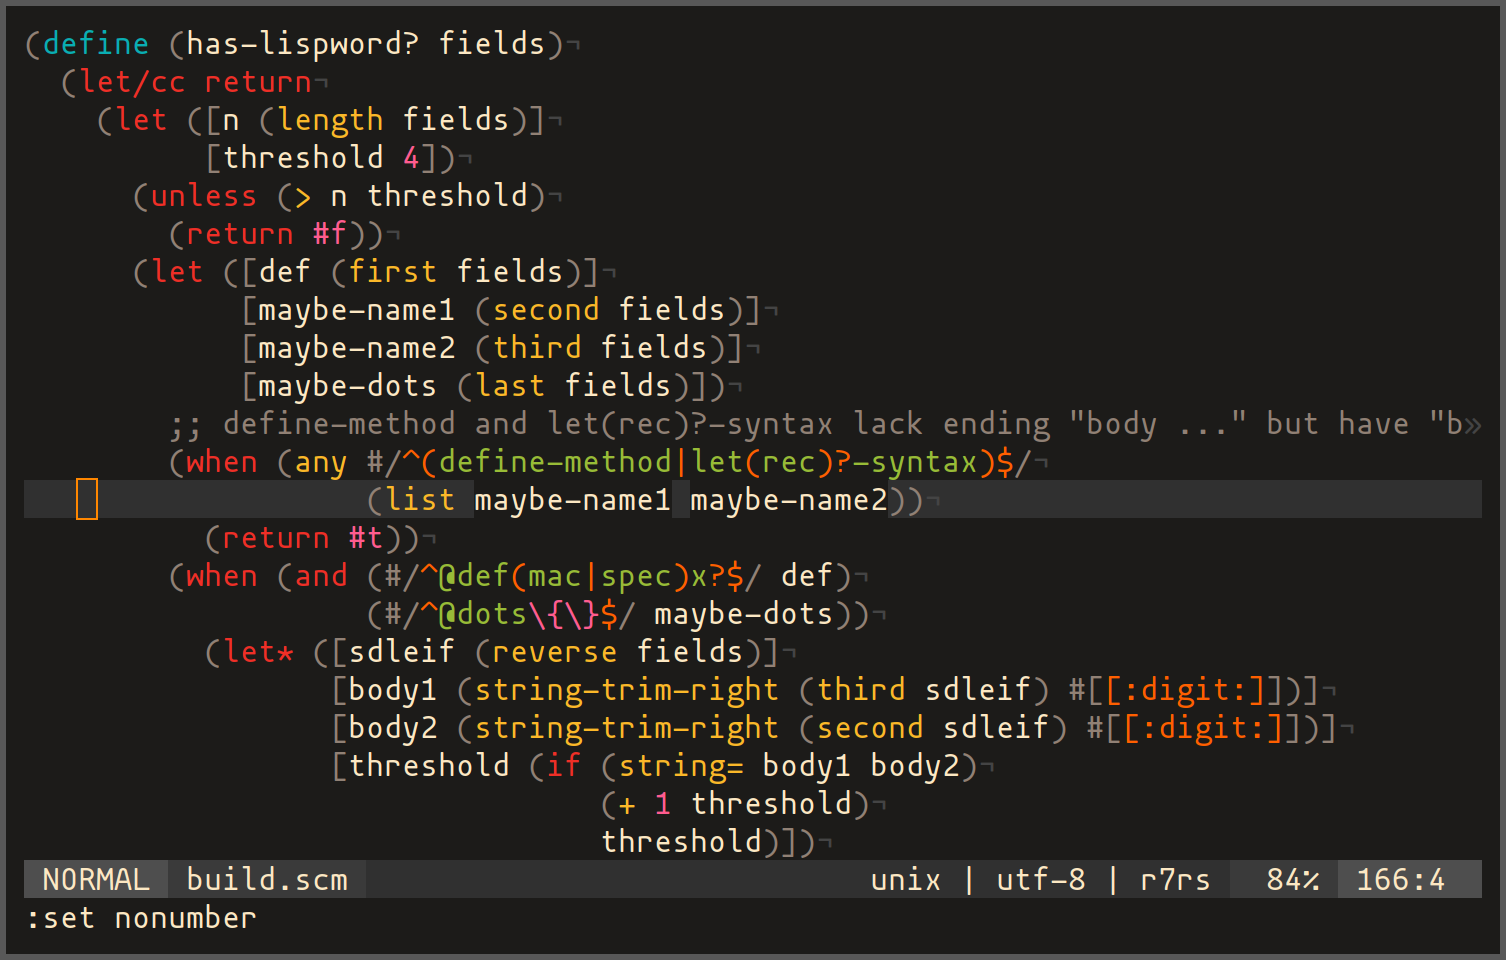 (define (has-lispword? fields)¬
  (let/cc return¬
    (let ([n (length fields)]¬
          [threshold 4])¬
      (unless (> n threshold)¬
        (return #f))¬
      (let ([def (first fields)]¬
            [maybe-name1 (second fields)]¬
            [maybe-name2 (third fields)]¬
            [maybe-dots (last fields)])¬
        ;; define-method and let(rec)?-syntax lack ending "body ..." but have "b»
        (when (any #/^(define-method|let(rec)?-syntax)$/¬
                   (list maybe-name1 maybe-name2))¬
          (return #t))¬
        (when (and (#/^@def(mac|spec)x?$/ def)¬
                   (#/^@dots\{\}$/ maybe-dots))¬
          (let* ([sdleif (reverse fields)]¬
                 [body1 (string-trim-right (third sdleif) #[[:digit:]])]¬
                 [body2 (string-trim-right (second sdleif) #[[:digit:]])]¬
                 [threshold (if (string= body1 body2)¬
                                (+ 1 threshold)¬
                                threshold)])¬
NORMAL  build.scm  unix | utf-8 | r7rs  84%  166:4
:set nonumber